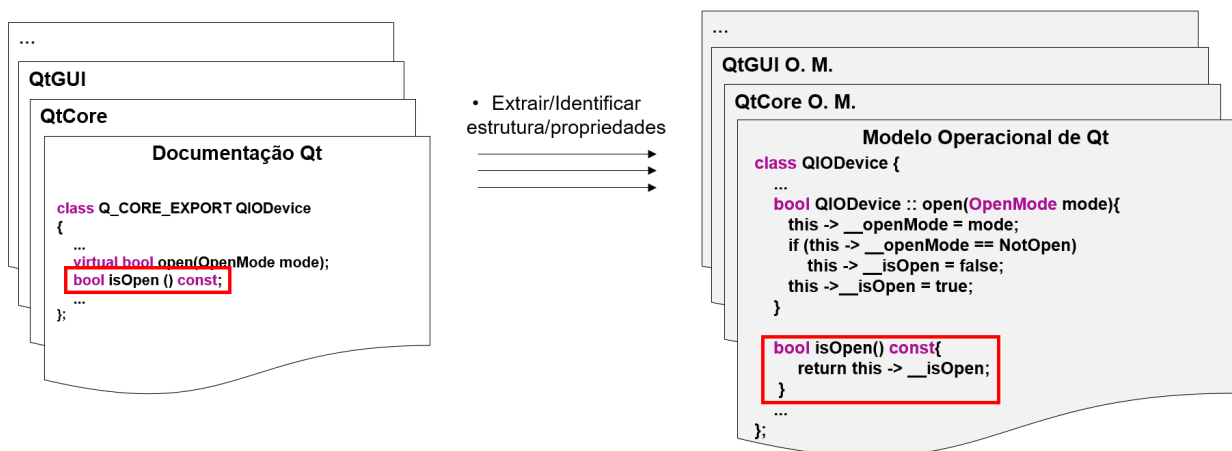 ...
QtGUI
QtCore
Documentação Qt
class Q_CORE_EXPORT QIODevice
{
...
virtual bool open(OpenMode mode);
bool isOpen () const;
...
};
• Extrair/Identificar
estrutura/propriedades
...
QtGUI O. M.
QtCore O. M.
Modelo Operacional de Qt
class QIODevice {
...
bool QIODevice :: open(OpenMode mode){
this -> __openMode = mode;
if (this -> __openMode == NotOpen)
this -> __isOpen = false;
this ->__isOpen = true;
}
bool isOpen() const{
return this -> __isOpen;
}
...
};